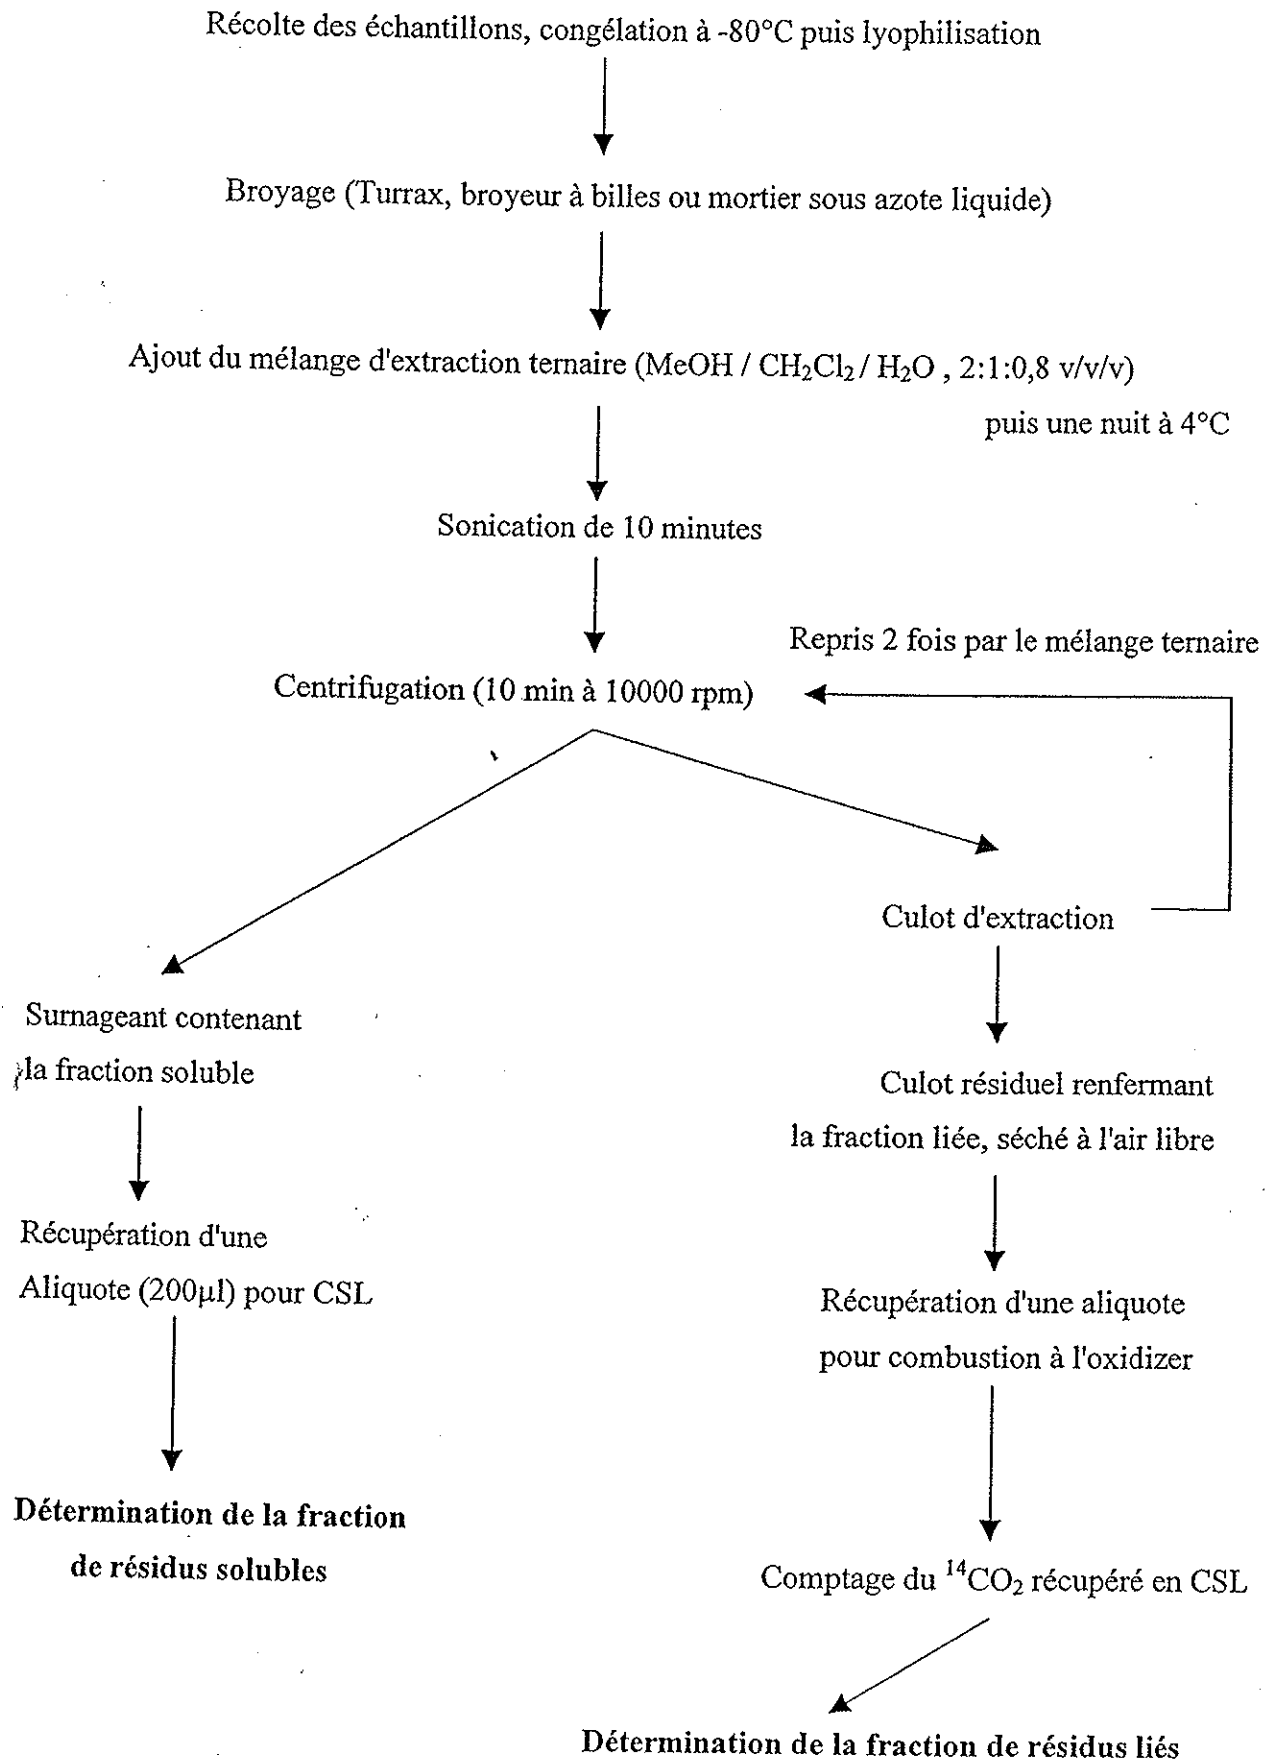 Récolte des échantillons, congélation à -80°C puis lyophilisation
Broyage (Turrax, broyeur à billes ou mortier sous azote liquide)
Ajout du mélange d'extraction ternaire (MeOH / CH₂Cl₂ / H₂O , 2:1:0,8 v/v/v)
puis une nuit à 4°C
Sonication de 10 minutes
Repris 2 fois par le mélange ternaire
Centrifugation (10 min à 10000 rpm)
Culot d'extraction
Surnageant contenant
la fraction soluble
Culot résiduel renfermant
la fraction liée, séché à l'air libre
Récupération d'une
Aliquote (200µl) pour CSL
Récupération d'une aliquote
pour combustion à l'oxidizer
Détermination de la fraction
de résidus solubles
Comptage du ¹⁴CO₂ récupéré en CSL
Détermination de la fraction de résidus liés